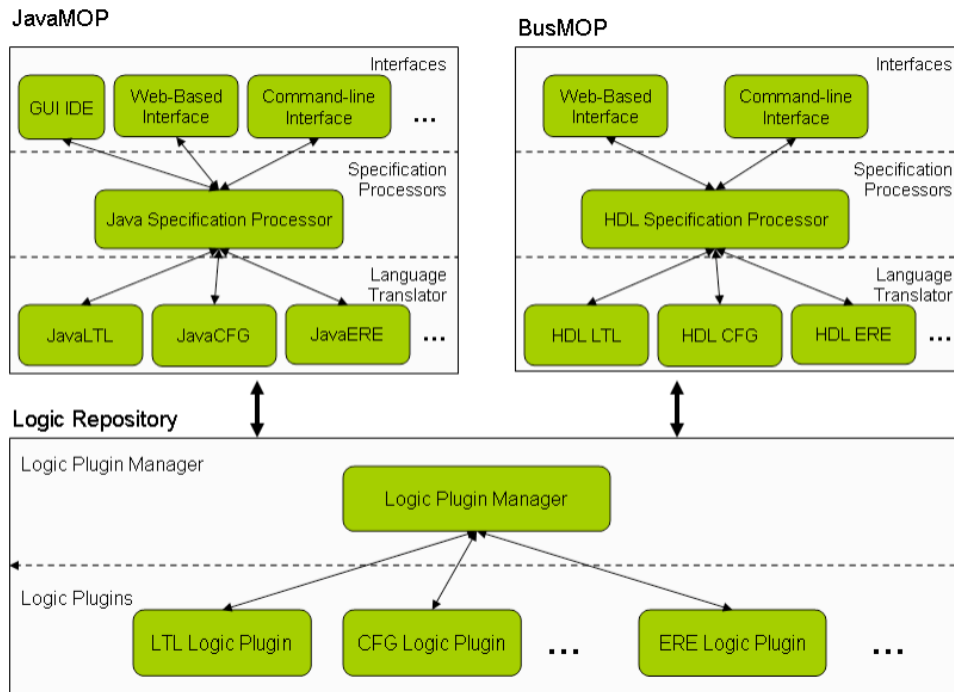 JavaMOP
Interfaces
GUI IDE
Web-Based
Interface
Command-line
Interface
...
Specification
Processors
Java Specification Processor
Language
Translator
JavaLTL
JavaCFG
JavaERE
...
BusMOP
Interfaces
Web-Based
Interface
Command-line
Interface
Specification
Processors
HDL Specification Processor
Language
Translator
HDL LTL
HDL CFG
HDL ERE
...
Logic Repository
Logic Plugin Manager
Logic Plugin Manager
Logic Plugins
LTL Logic Plugin
CFG Logic Plugin
...
ERE Logic Plugin
...